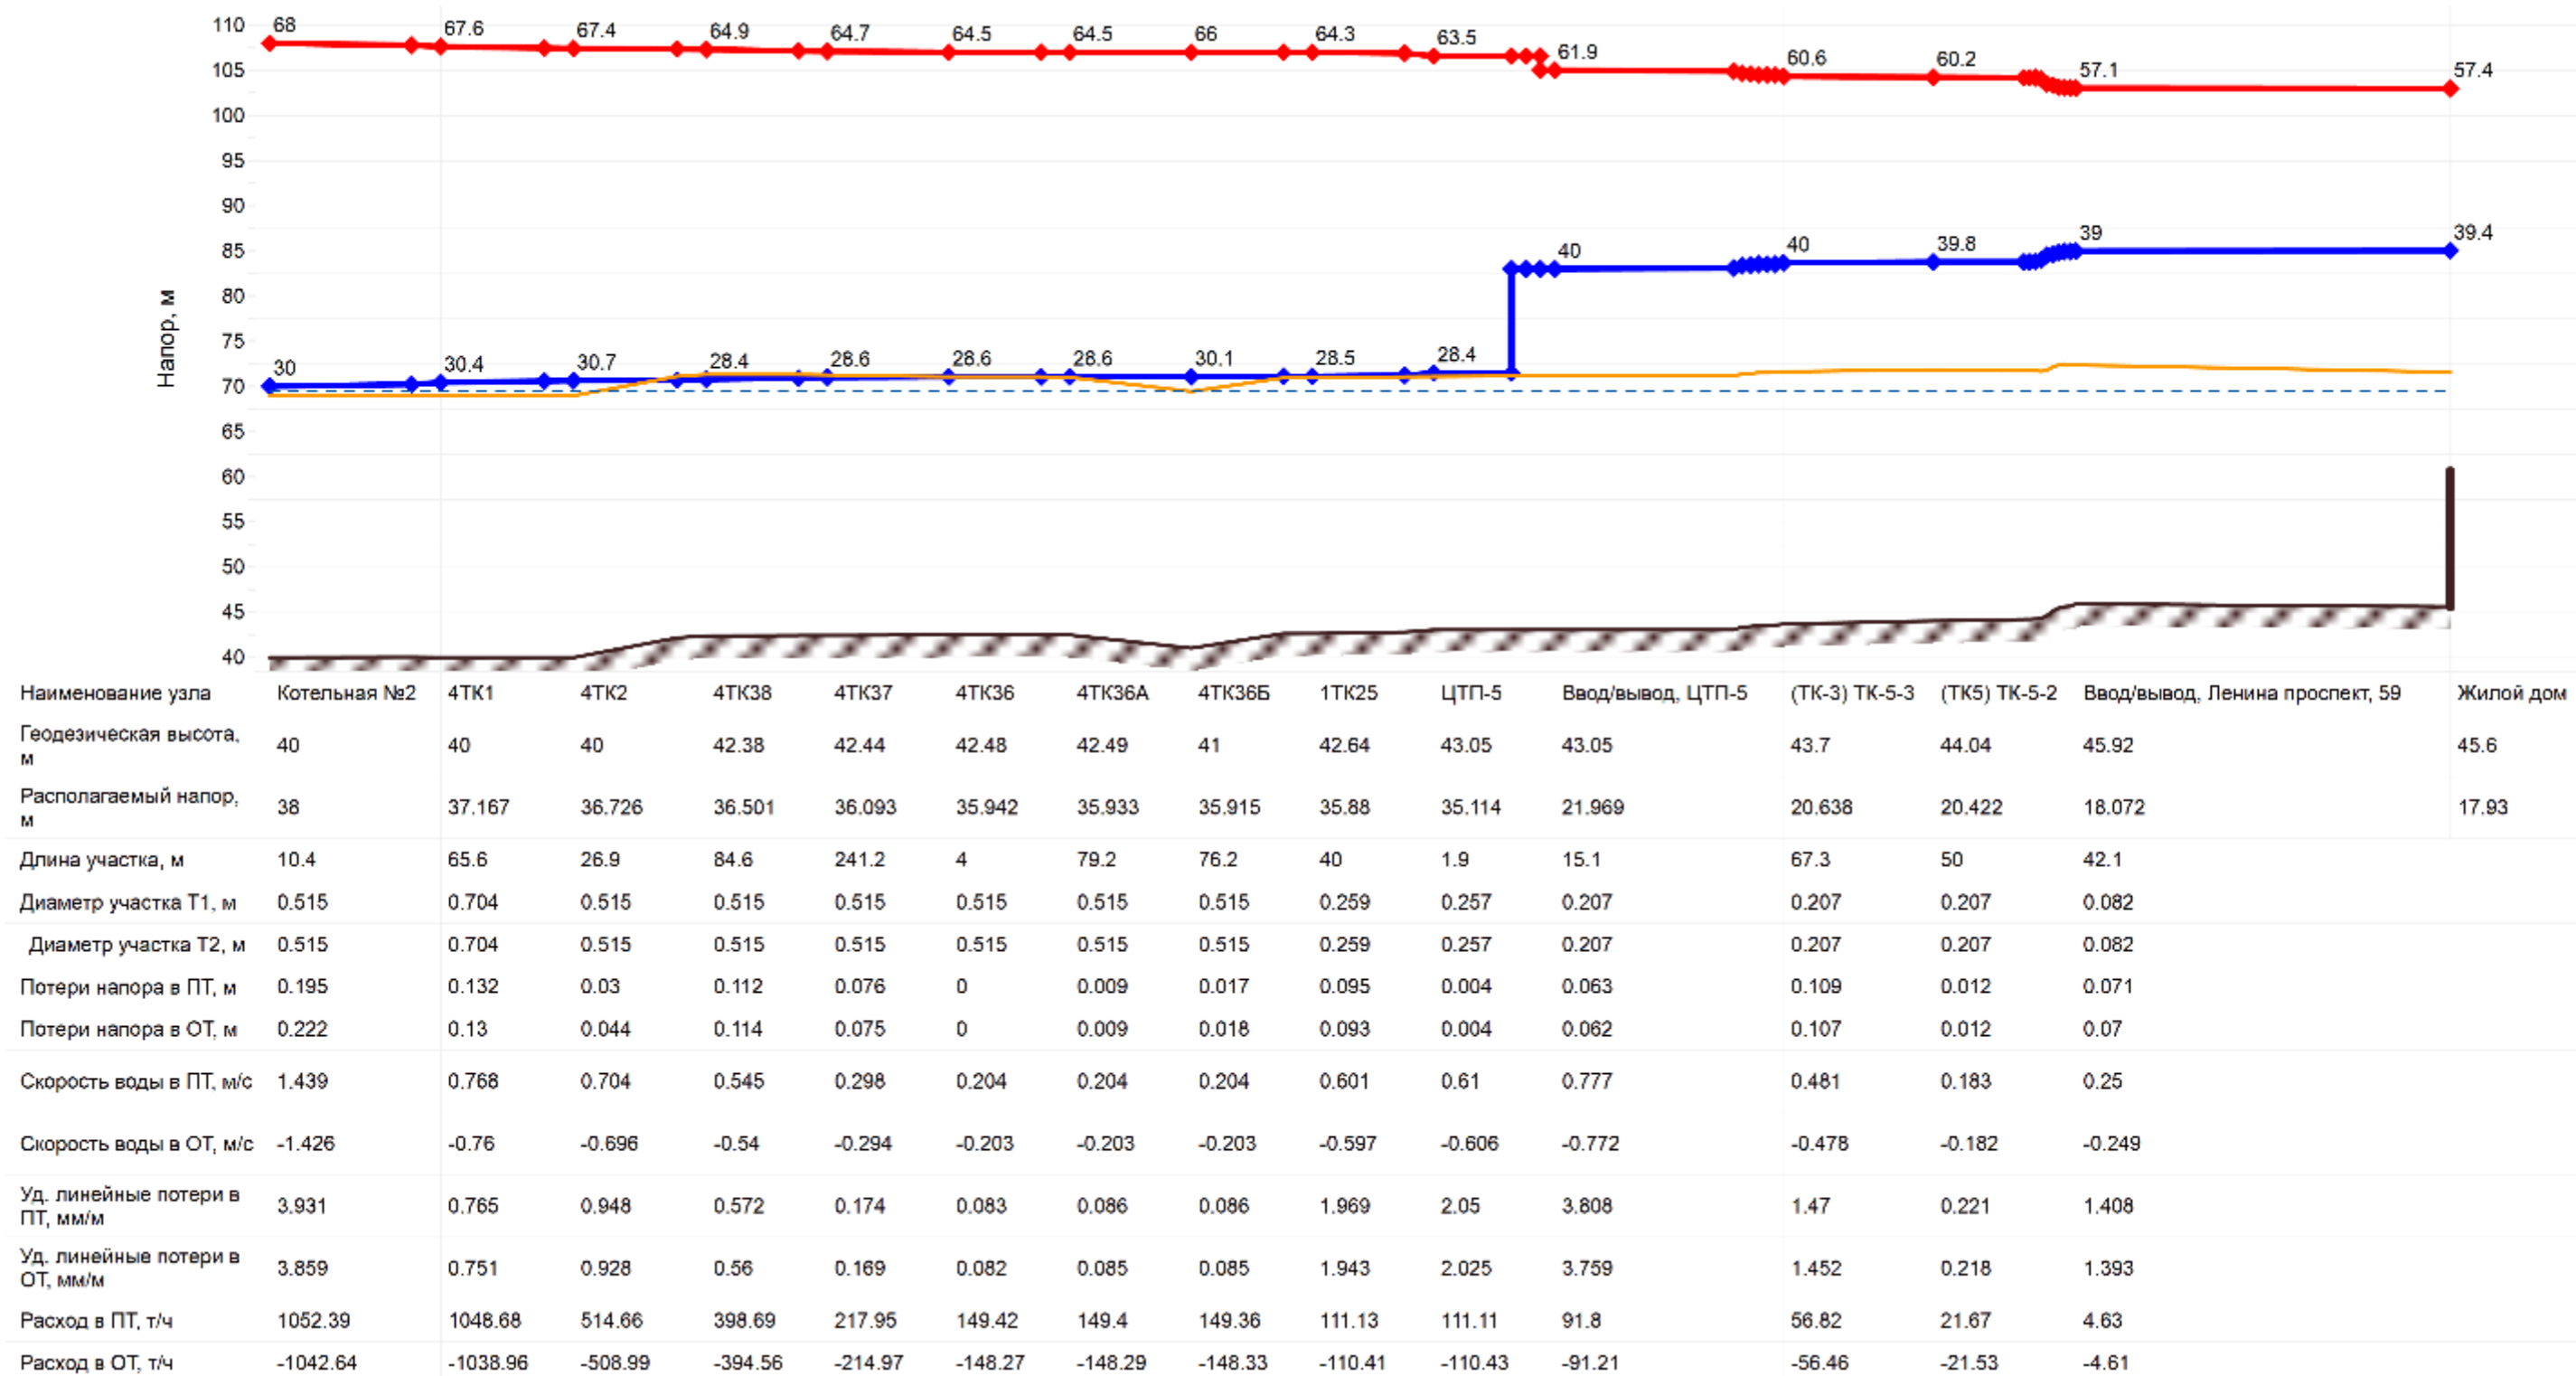 Напор, м
110
105
100
95
90
85
80
75
70
65
60
55
50
45
40
68 67.6 67.4 64.9 64.7 64.5 64.5 66 64.3 63.5 61.9 60.6 60.2 57.1 57.4
40 40 39.8 39 39.4
30 30.4 30.7 28.4 28.6 28.6 28.6 30.1 28.5 28.4
Наименование узла Котельная №2 4ТК1 4ТК2 4ТК38 4ТК37 4ТК36 4ТК36А 4ТК36Б 1ТК25 ЦТП-5 Ввод/вывод, ЦТП-5 (ТК-3) ТК-5-3 (ТК5) ТК-5-2 Ввод/вывод, Ленина проспект, 59 Жилой дом
Геодезическая высота,
м
40 40 40 42.38 42.44 42.48 42.49 41 42.64 43.05 43.05 43.7 44.04 45.92 45.6
Располагаемый напор,
м
38 37.167 36.726 36.501 36.093 35.942 35.933 35.915 35.88 35.114 21.969 20.638 20.422 18.072 17.93
Длина участка, м 10.4 65.6 26.9 84.6 241.2 4 79.2 76.2 40 1.9 15.1 67.3 50 42.1
Диаметр участка Т1, м 0.515 0.704 0.515 0.515 0.515 0.515 0.515 0.515 0.259 0.257 0.207 0.207 0.207 0.082
Диаметр участка Т2, м 0.515 0.704 0.515 0.515 0.515 0.515 0.515 0.515 0.259 0.257 0.207 0.207 0.207 0.082
Потери напора в ПТ, м 0.195 0.132 0.03 0.112 0.076 0 0.009 0.017 0.095 0.004 0.063 0.109 0.012 0.071
Потери напора в ОТ, м 0.222 0.13 0.044 0.114 0.075 0 0.009 0.018 0.093 0.004 0.062 0.107 0.012 0.07
Скорость воды в ПТ, м/с 1.439 0.768 0.704 0.545 0.298 0.204 0.204 0.204 0.601 0.61 0.777 0.481 0.183 0.25
Скорость воды в ОТ, м/с -1.426 -0.76 -0.696 -0.54 -0.294 -0.203 -0.203 -0.203 -0.597 -0.606 -0.772 -0.478 -0.182 -0.249
Уд. линейные потери в
ПТ, мм/м
3.931 0.765 0.948 0.572 0.174 0.083 0.086 0.086 1.969 2.05 3.808 1.47 0.221 1.408
Уд. линейные потери в
ОТ, мм/м
3.859 0.751 0.928 0.56 0.169 0.082 0.085 0.085 1.943 2.025 3.759 1.452 0.218 1.393
Расход в ПТ, т/ч 1052.39 1048.68 514.66 398.69 217.95 149.42 149.4 149.36 111.13 111.11 91.8 56.82 21.67 4.63
Расход в ОТ, т/ч -1042.64 -1038.96 -508.99 -394.56 -214.97 -148.27 -148.29 -148.33 -110.41 -110.43 -91.21 -56.46 -21.53 -4.61